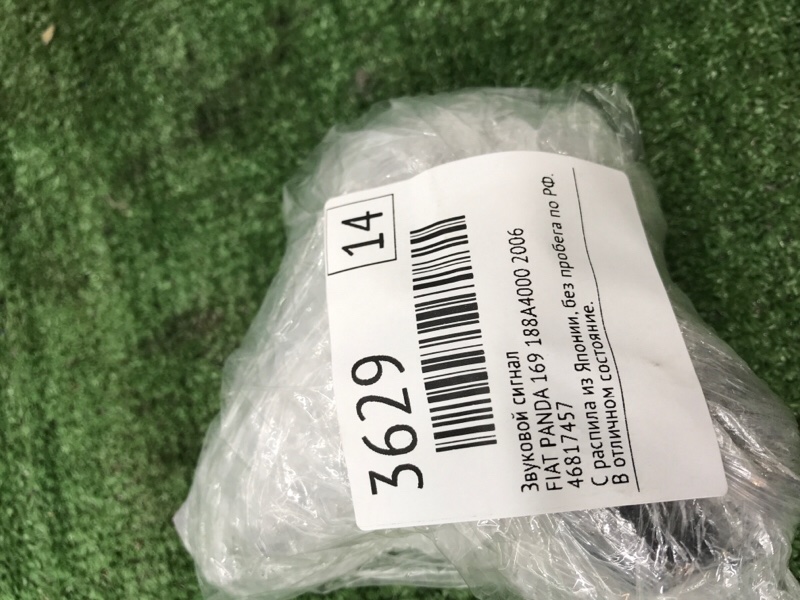 3629
14
Звуковой сигнал
FIAT PANDA 169 188A4000 2006
46817457
С распила из Японии, без пробега по РФ.
В отличном состояние.